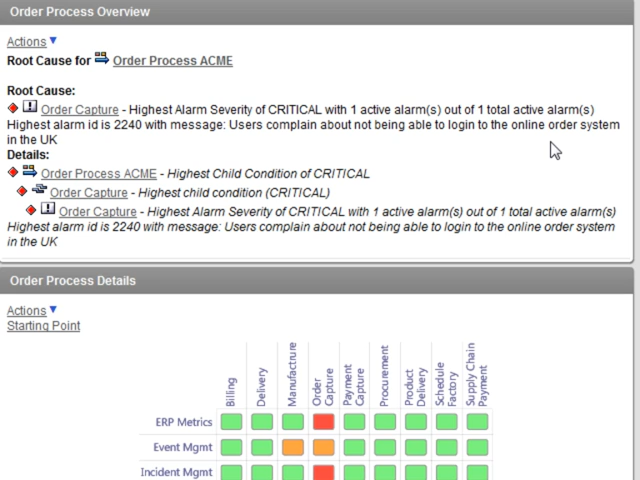 Order Process Overview
Actions
Root Cause for Order Process ACME
Root Cause:
Order Capture - Highest Alarm Severity of CRITICAL with 1 active alarm(s) out of 1 total active alarm(s)
Highest alarm id is 2240 with message: Users complain about not being able to login to the online order system
in the UK
Details:
Order Process ACME - Highest Child Condition of CRITICAL
Order Capture - Highest child condition (CRITICAL)
Order Capture - Highest Alarm Severity of CRITICAL with 1 active alarm(s) out of 1 total active alarm(s)
Highest alarm id is 2240 with message: Users complain about not being able to login to the online order system
in the UK
Order Process Details
Actions
Starting Point
Billing
Delivery
Manufactrure
Order
Capture
Payment
Capture
Procurement
Product
Delivery
Schedule
Factory
Supply Chain
Payment
ERP Metrics
Event Mgmt
Incident Mgmt